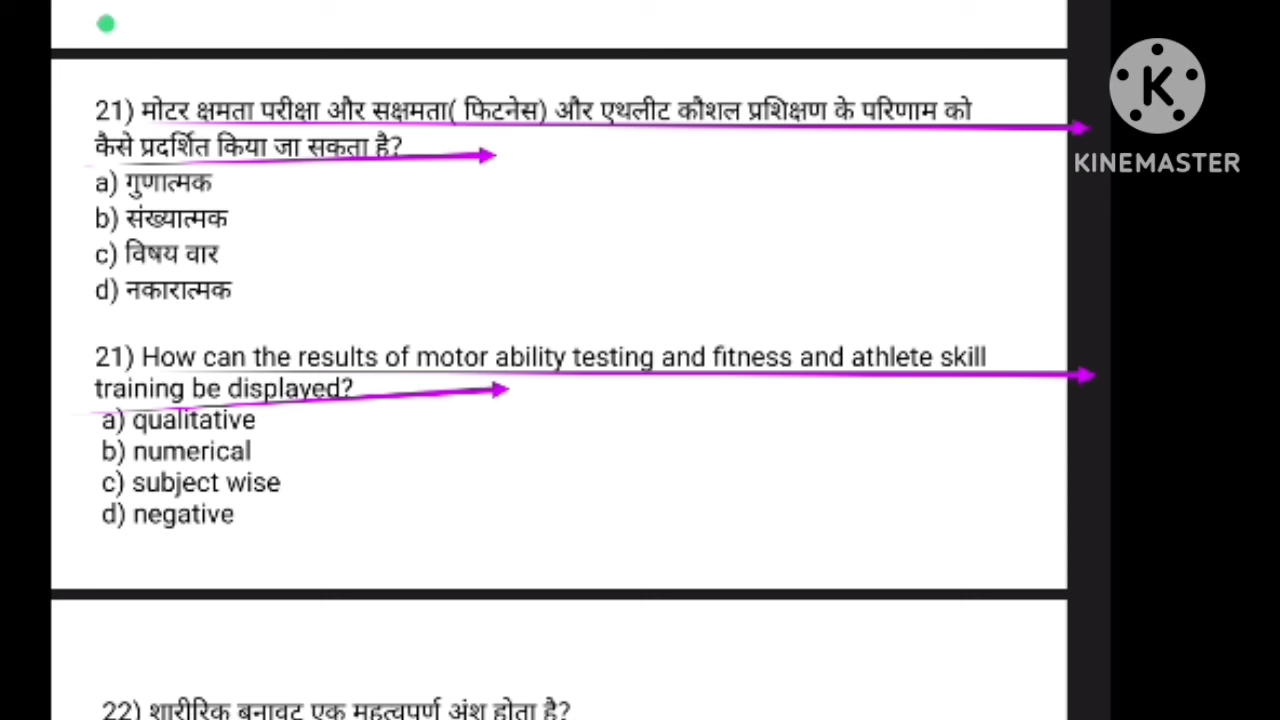 21) मोटर क्षमता परीक्षा और सक्षमता( फिटनेस) और एथलीट कौशल प्रशिक्षण के परिणाम को
कैसे प्रदर्शित किया जा सकता है?
a) गुणात्मक
b) संख्यात्मक
c) विषय वार
d) नकारात्मक
21) How can the results of motor ability testing and fitness and athlete skill
training be displayed?
a) qualitative
b) numerical
c) subject wise
d) negative
22) शारीरिक बनावट एक महत्वपूर्ण अंश होता है?
K
KINEMASTER